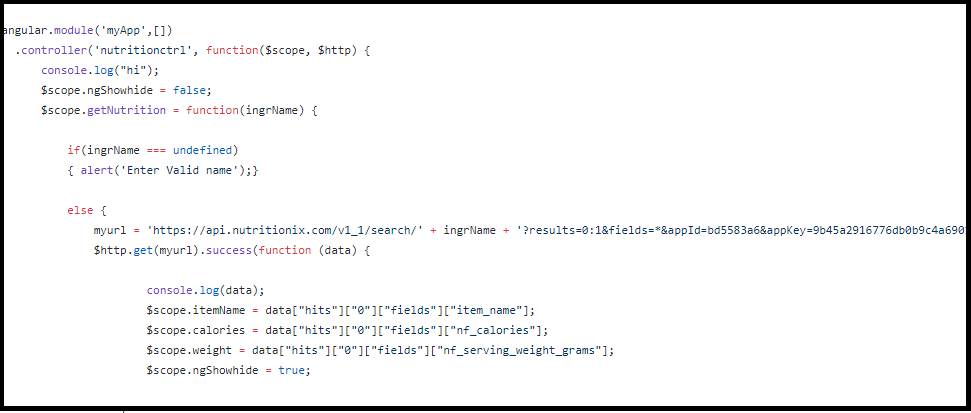 angular.module('myApp',[])
.controller('nutritionctrl', function($scope, $http) {
console.log("hi");
$scope.ngShowhide = false;
$scope.getNutrition = function(ingrName) {
if(ingrName === undefined)
{ alert('Enter Valid name');}
else {
myurl = 'https://api.nutritionix.com/v1_1/search/' + ingrName + '?results=0:1&fields=*&appId=bd5583a6&appKey=9b45a2916776db0b9c4a690
$http.get(myurl).success(function (data) {
console.log(data);
$scope.itemName = data["hits"]["0"]["fields"]["item_name"];
$scope.calories = data["hits"]["0"]["fields"]["nf_calories"];
$scope.weight = data["hits"]["0"]["fields"]["nf_serving_weight_grams"];
$scope.ngShowhide = true;